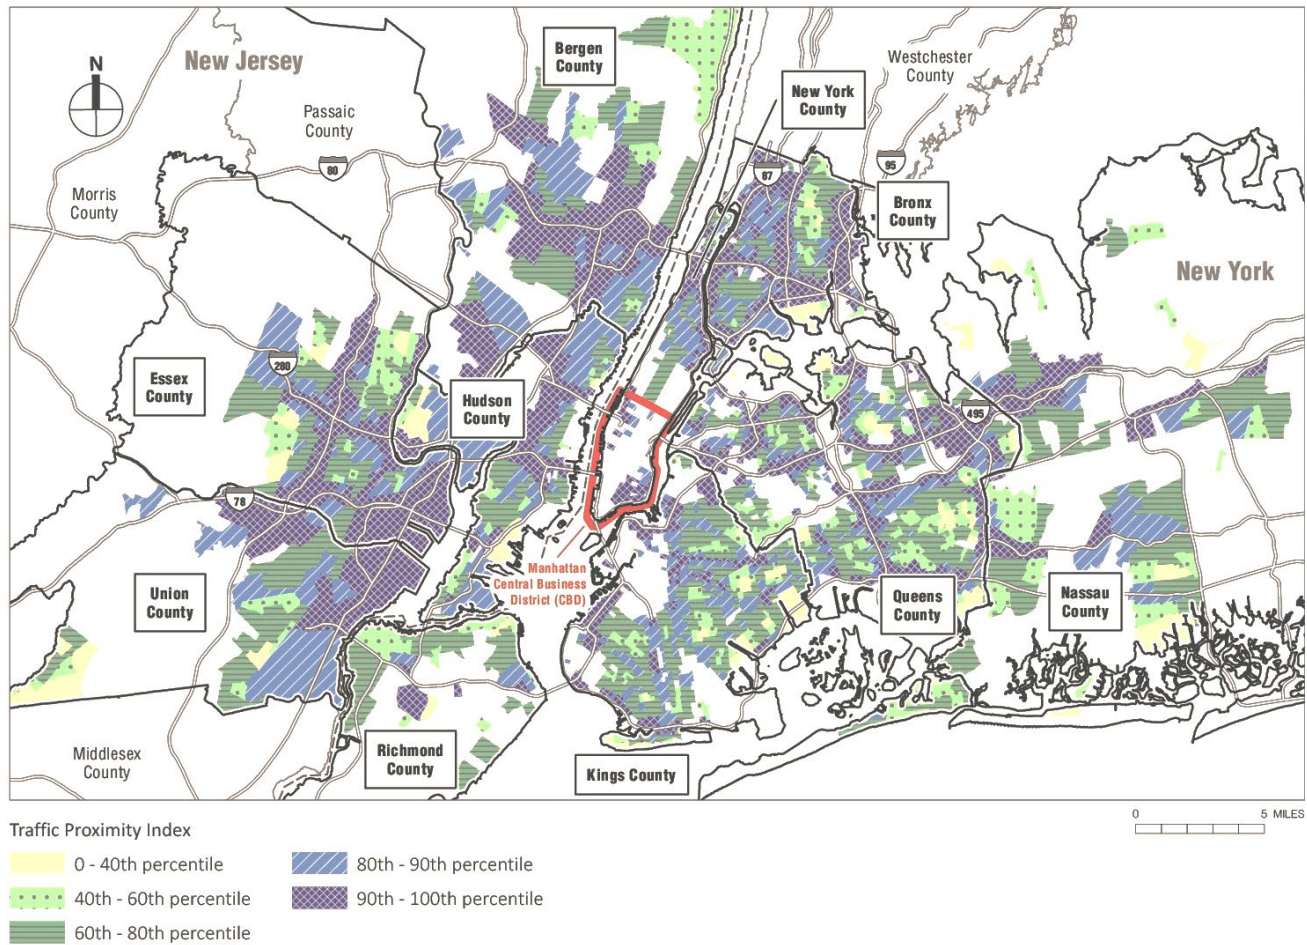 New Jersey
Bergen
County
Westchester
County
N
New York
County
Passaic
County
80
95
87
Morris
County
Bronx
County
New York
280
Essex
County
Hudson
County
495
78
Manhattan
Central Business
District (CBD)
Union
County
Queens
County
Nassau
County
Middlesex
County
Richmond
County
Kings County
0 5 MILES
Traffic Proximity Index
0 - 40th percentile
80th - 90th percentile
40th - 60th percentile
90th - 100th percentile
60th - 80th percentile